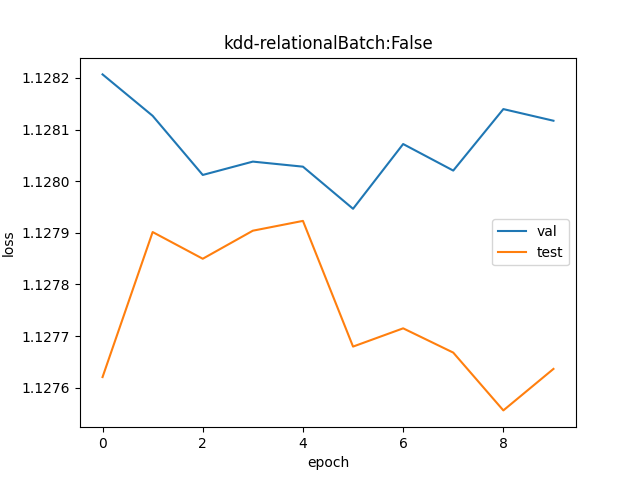 kdd-relationalBatch:False
loss
1.1282
1.1281
1.1280
1.1279
1.1278
1.1277
1.1276
val
test
0 2 4 6 8
epoch